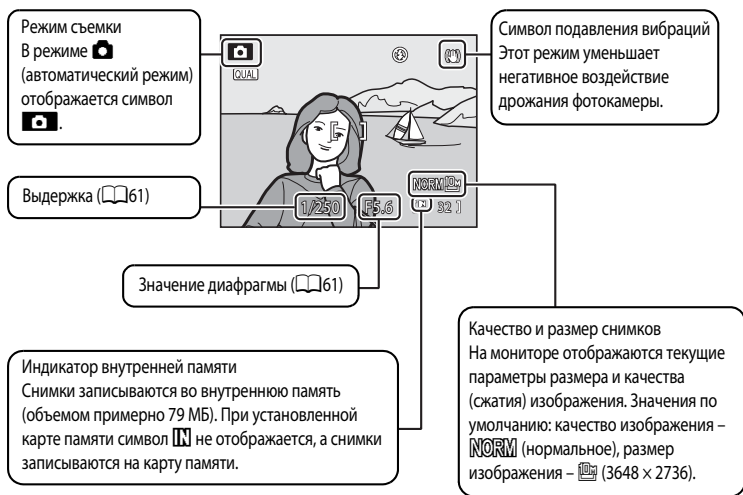 Режим съемки
В режиме
(автоматический режим)
отображается символ
.
Символ подавления вибраций
Этот режим уменьшает
негативное воздействие
дрожания фотокамеры.
QUAL
NORM 10M
1/250 F5.6 IN 32 ]
Выдержка (61)
Значение диафрагмы (61)
Индикатор внутренней памяти
Снимки записываются во внутреннюю память
(объемом примерно 79 МБ). При установленной
карте памяти символ IN не отображается, а снимки
записываются на карту памяти.
Качество и размер снимков
На мониторе отображаются текущие
параметры размера и качества
(сжатия) изображения. Значения по
умолчанию: качество изображения –
NORM (нормальное), размер
изображения – 10M (3648 × 2736).